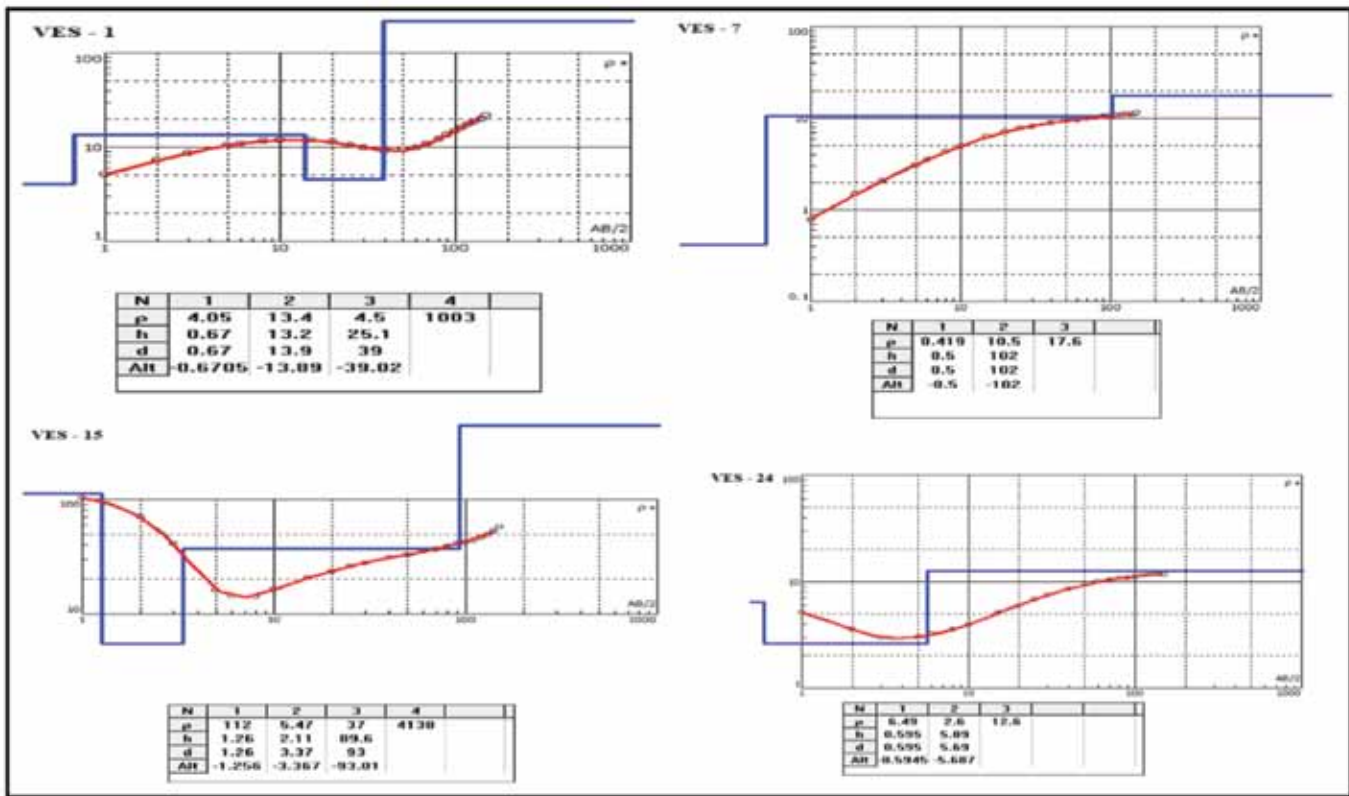 VES - 1
100
10
1
ρ *
AB/2
1 10 100 1000
N 1 2 3 4
ρ 4.05 13.4 4.5 1003
h 0.67 13.2 25.1
d 0.67 13.9 39
Alt -0.6705 -13.89 -39.02
VES - 7
100
10
1
0.1
ρ *
AB/2
1 10 100 1000
N 1 2 3
ρ 0.419 10.5 17.6
h 0.5 102
d 0.5 102
Alt -0.5 -102
VES - 15
100
10
ρ *
AB/2
1 10 100 1000
N 1 2 3 4
ρ 112 5.47 37 4138
h 1.26 2.11 89.6
d 1.26 3.37 93
Alt -1.256 -3.367 -93.01
VES - 24
100
10
1
ρ *
AB/2
1 10 100 1000
N 1 2 3
ρ 6.49 2.6 12.6
h 0.595 5.09
d 0.595 5.69
Alt -0.5945 -5.687